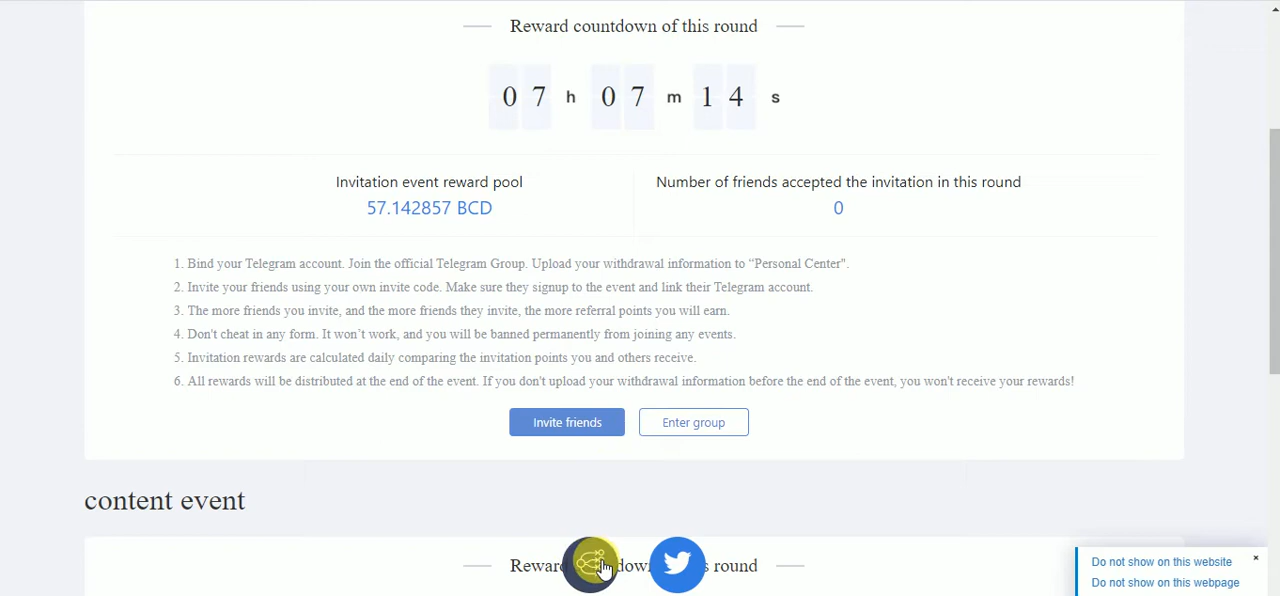 Reward countdown of this round
07 h 07 m 14 s
Invitation event reward pool
57.142857 BCD
Number of friends accepted the invitation in this round
0
1. Bind your Telegram account. Join the official Telegram Group. Upload your withdrawal information to “Personal Center".
2. Invite your friends using your own invite code. Make sure they signup to the event and link their Telegram account.
3. The more friends you invite, and the more friends they invite, the more referral points you will earn.
4. Don't cheat in any form. It won’t work, and you will be banned permanently from joining any events.
5. Invitation rewards are calculated daily comparing the invitation points you and others receive.
6. All rewards will be distributed at the end of the event. If you don't upload your withdrawal information before the end of the event, you won't receive your rewards!
Invite friends
Enter group
content event
round
Do not show on this website
Do not show on this webpage